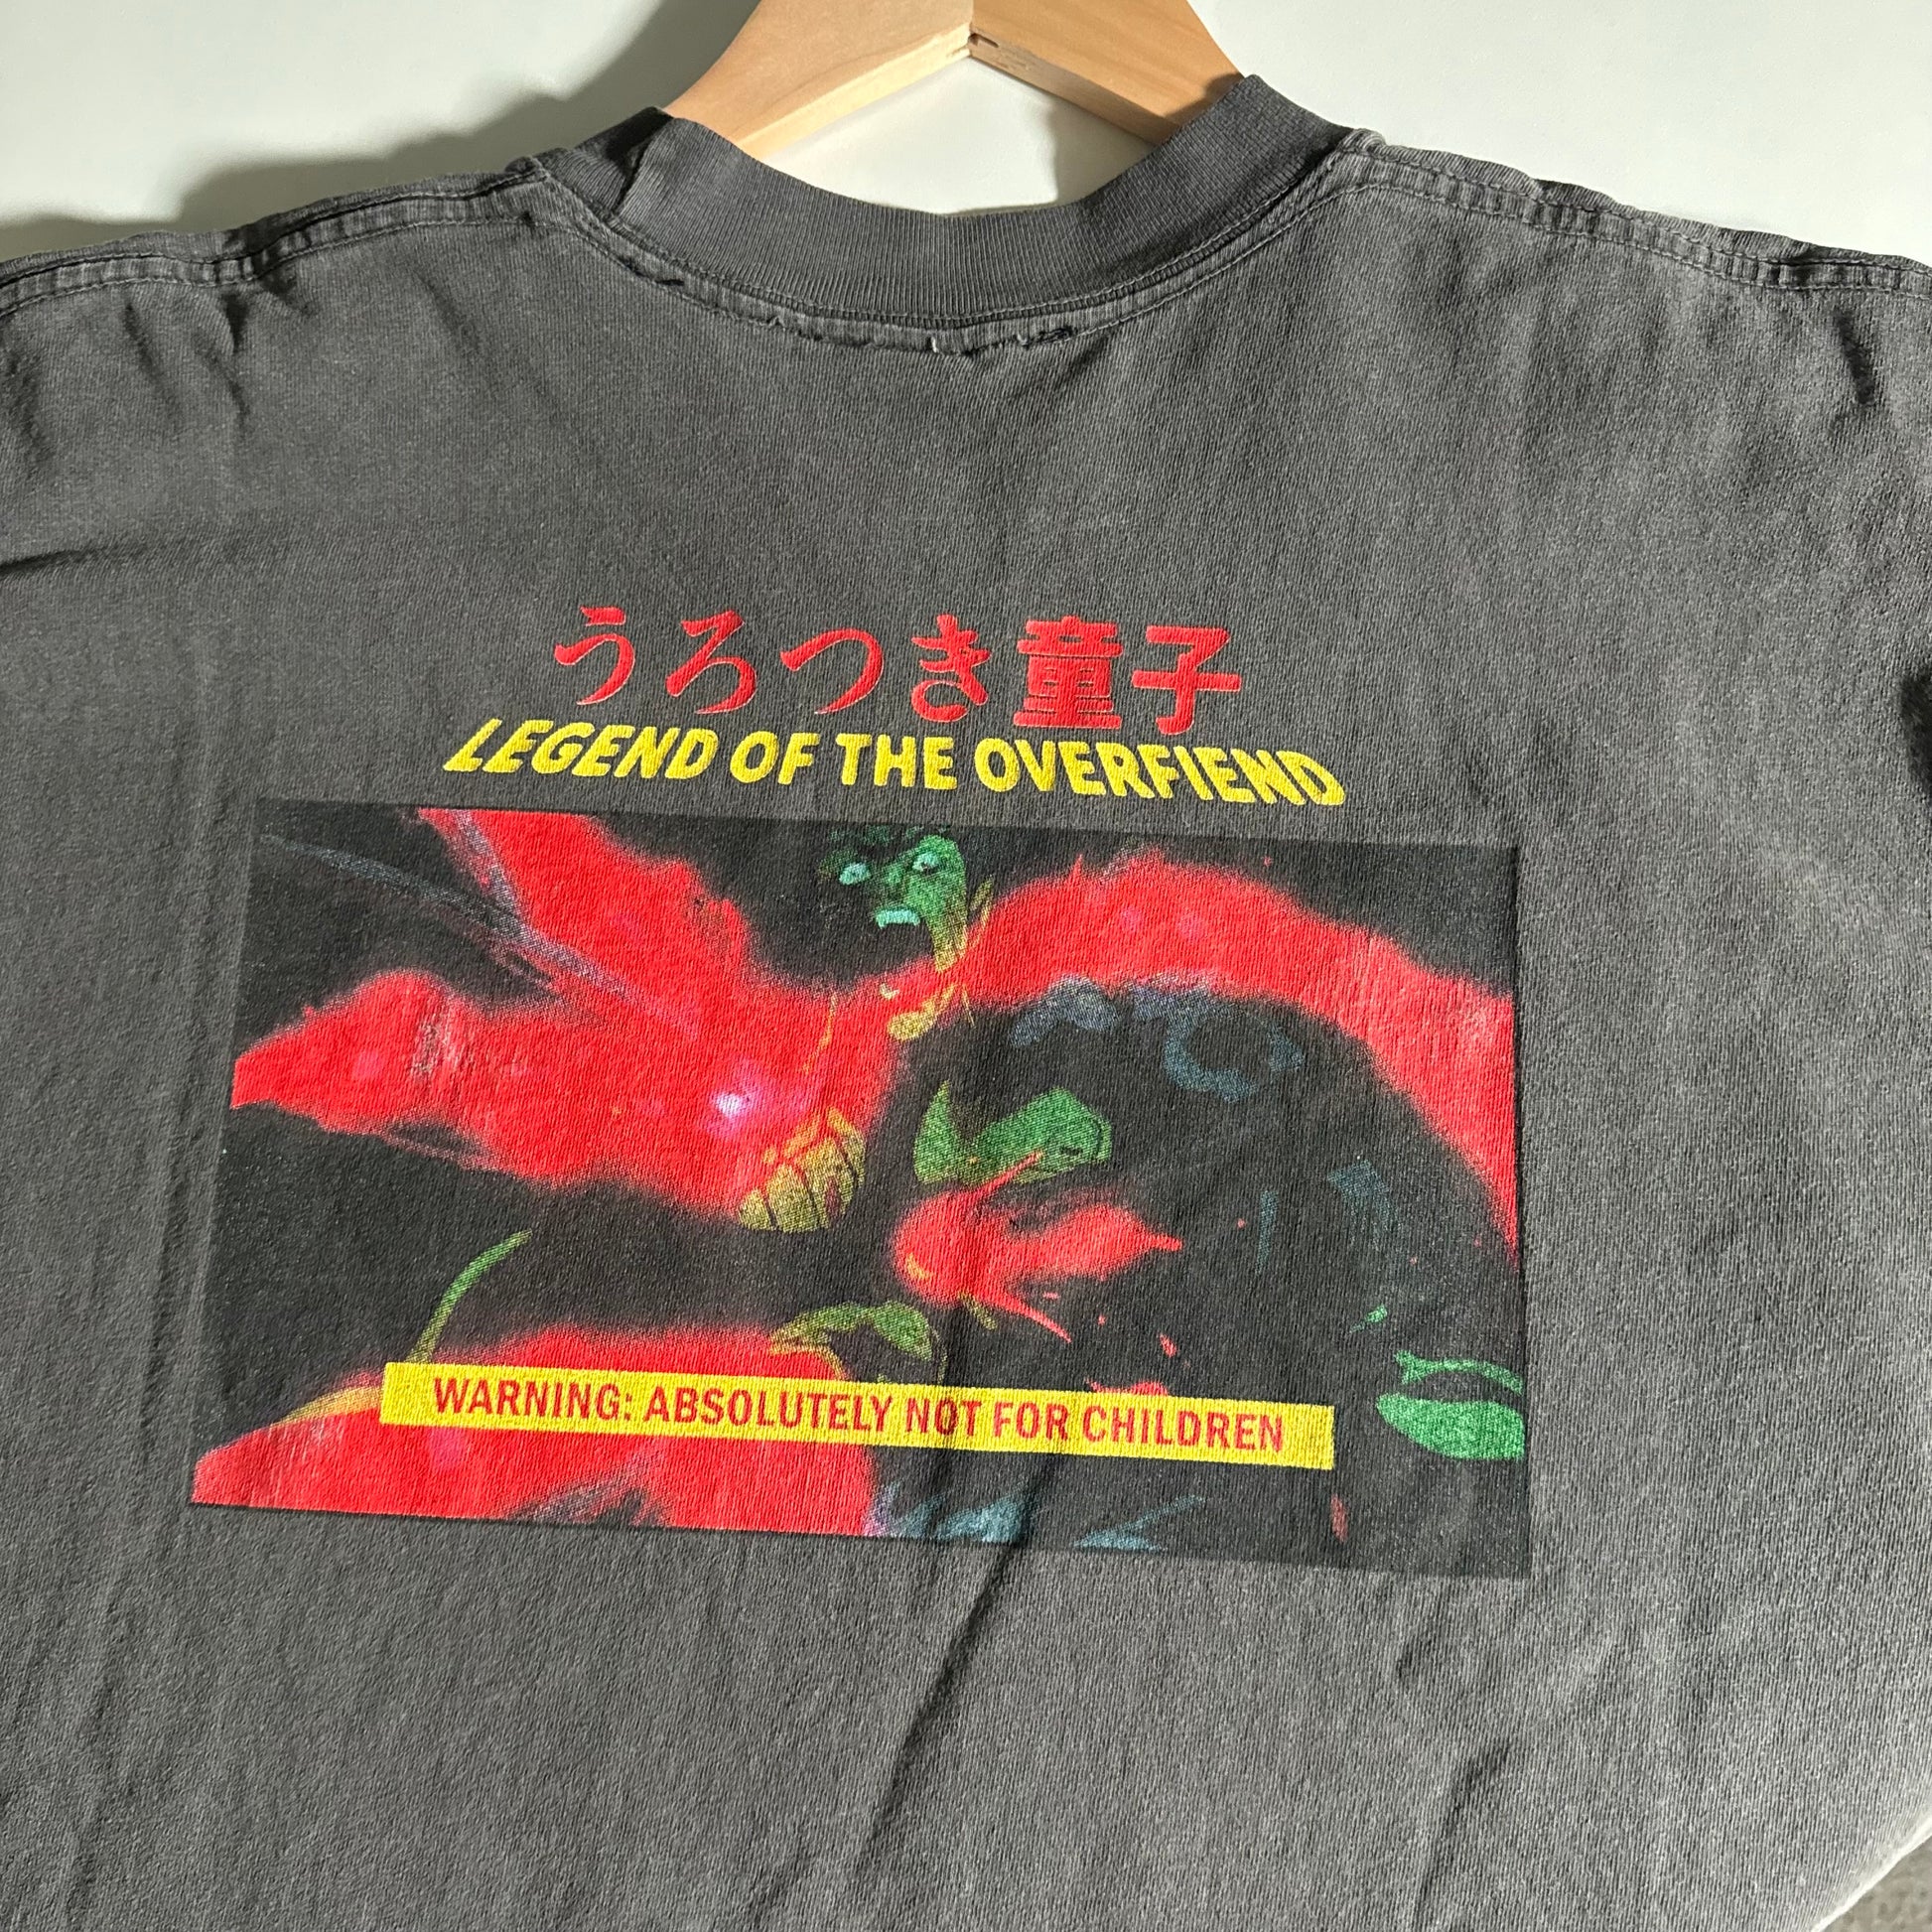 うろつき童子
LEGEND OF THE OVERFIEND
WARNING: ABSOLUTELY NOT FOR CHILDREN